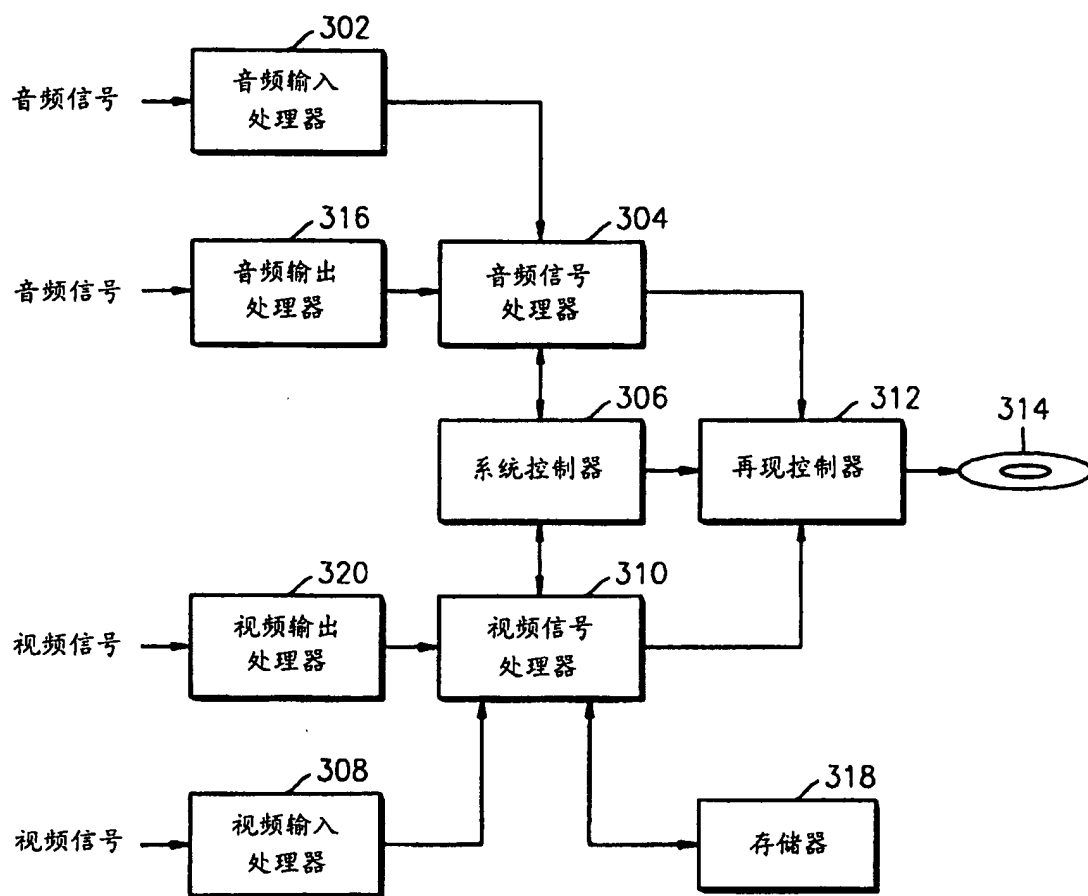 302
音频信号
音频输入
处理器
316
304
音频信号
音频输出
处理器
音频信号
处理器
306
312
314
系统控制器
再现控制器
320
310
视频信号
视频输出
处理器
视频信号
处理器
308
318
视频信号
视频输入
处理器
存储器